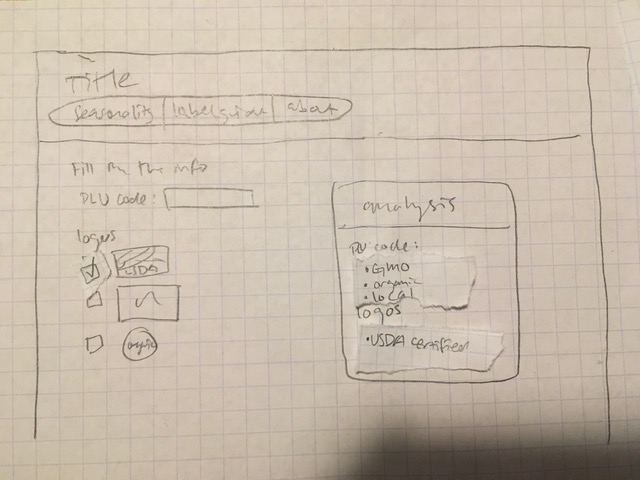 Title
Seasonality labels about
Fill in the info
PLU code:
logos
USDA
organic
analysis
PLU code:
• GMO
• organic
• local
logos
• USDA certified